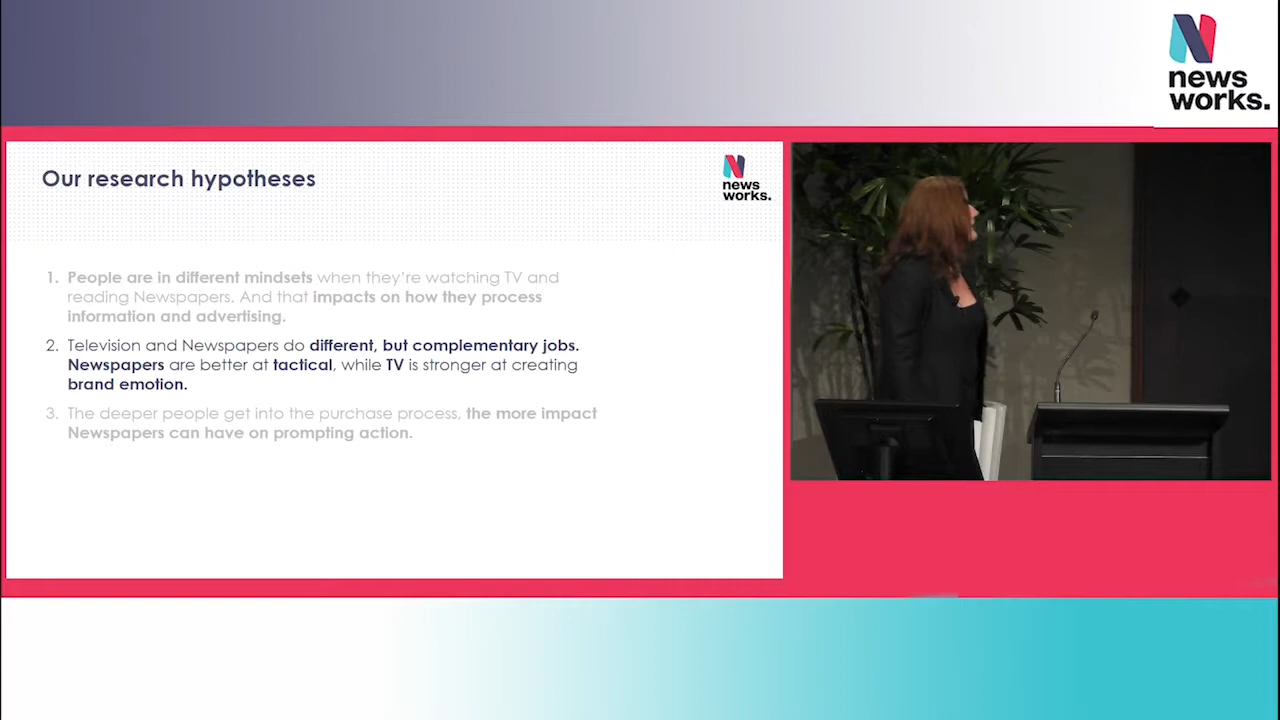 news
works.
Our research hypotheses
news
works.
1. People are in different mindsets when they're watching TV and
reading Newspapers. And that impacts on how they process
information and advertising.
2. Television and Newspapers do different, but complementary jobs.
Newspapers are better at tactical, while TV is stronger at creating
brand emotion.
3. The deeper people get into the purchase process, the more impact
Newspapers can have on prompting action.